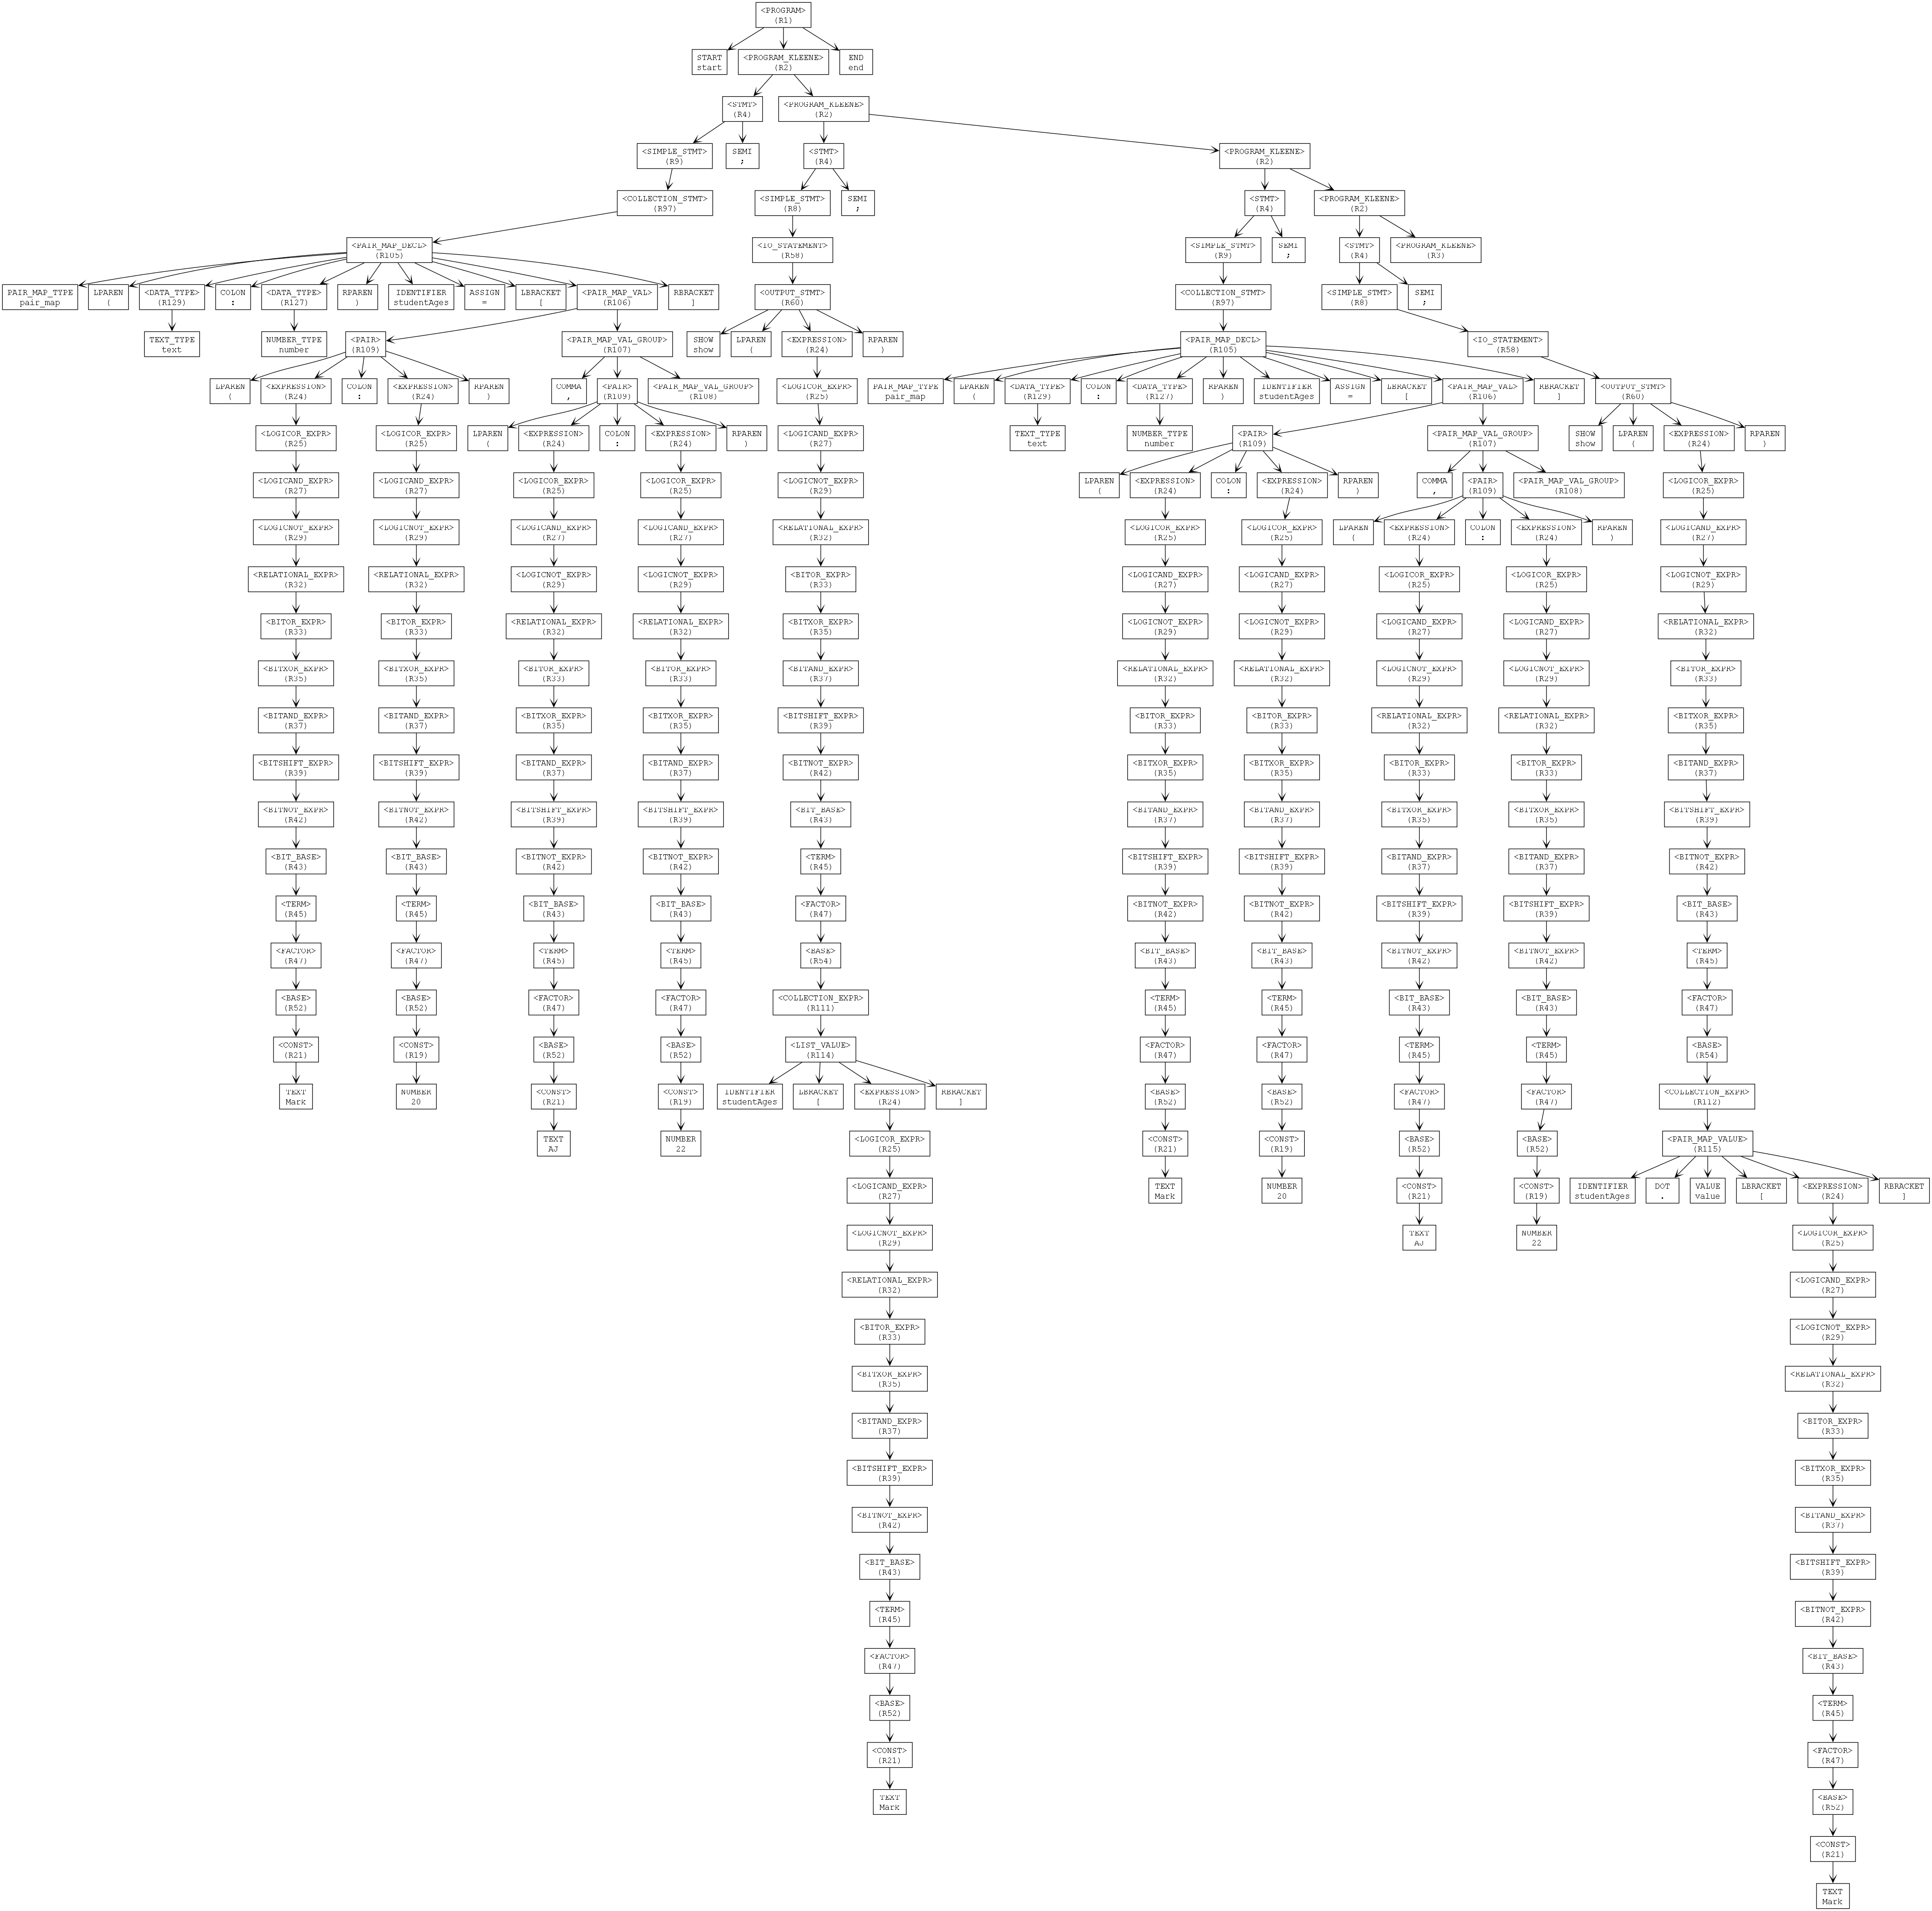 <PROGRAM>
(R1)
START <PROGRAM_KLEENE> END
start (R2) end
<STMT> <PROGRAM_KLEENE>
(R4) (R2)
<SIMPLE_STMT> SEMI <STMT> <PROGRAM_KLEENE>
(R9) ; (R4) (R2)
<COLLECTION_STMT> <SIMPLE_STMT> SEMI <STMT> <PROGRAM_KLEENE>
(R97) (R8) ; (R4) (R2)
<PAIR_MAP_DECL> <IO_STATEMENT> <SIMPLE_STMT> SEMI <STMT> <PROGRAM_KLEENE>
(R105) (R58) (R9) ; (R4) (R3)
PAIR_MAP_TYPE LPAREN <DATA_TYPE> COLON <DATA_TYPE> RPAREN IDENTIFIER ASSIGN LBRACKET <PAIR_MAP_VAL> RBRACKET <OUTPUT_STMT> <COLLECTION_STMT> <SIMPLE_STMT> SEMI
pair_map ( (R129) : (R127) ) studentAges = [ (R106) ] (R60) (R97) (R8) ;
TEXT_TYPE NUMBER_TYPE <PAIR> <PAIR_MAP_VAL_GROUP> SHOW LPAREN <EXPRESSION> RPAREN <PAIR_MAP_DECL> <IO_STATEMENT>
text number (R109) (R107) show ( (R24) ) (R105) (R58)
LPAREN <EXPRESSION> COLON <EXPRESSION> RPAREN COMMA <PAIR> <PAIR_MAP_VAL_GROUP> <LOGICOR_EXPR> PAIR_MAP_TYPE LPAREN <DATA_TYPE> COLON <DATA_TYPE> RPAREN IDENTIFIER ASSIGN LBRACKET <PAIR_MAP_VAL> RBRACKET <OUTPUT_STMT>
( (R24) : (R24) ) , (R109) (R108) (R25) pair_map ( (R129) : (R127) ) studentAges = [ (R106) ] (R60)
<LOGICOR_EXPR> <LOGICOR_EXPR> LPAREN <EXPRESSION> COLON <EXPRESSION> RPAREN <LOGICAND_EXPR> TEXT_TYPE NUMBER_TYPE <PAIR> <PAIR_MAP_VAL_GROUP> SHOW LPAREN <EXPRESSION> RPAREN
(R25) (R25) ( (R24) : (R24) ) (R27) text number (R109) (R107) show ( (R24) )
<LOGICAND_EXPR> <LOGICAND_EXPR> <LOGICOR_EXPR> <LOGICOR_EXPR> <LOGICNOT_EXPR> LPAREN <EXPRESSION> COLON <EXPRESSION> RPAREN COMMA <PAIR> <PAIR_MAP_VAL_GROUP> <LOGICOR_EXPR>
(R27) (R27) (R25) (R25) (R29) ( (R24) : (R24) ) , (R109) (R108) (R25)
<LOGICNOT_EXPR> <LOGICNOT_EXPR> <LOGICAND_EXPR> <LOGICAND_EXPR> <RELATIONAL_EXPR> <LOGICOR_EXPR> <LOGICOR_EXPR> LPAREN <EXPRESSION> COLON <EXPRESSION> RPAREN <LOGICAND_EXPR>
(R29) (R29) (R27) (R27) (R32) (R25) (R25) ( (R24) : (R24) ) (R27)
<RELATIONAL_EXPR> <RELATIONAL_EXPR> <LOGICNOT_EXPR> <LOGICNOT_EXPR> <BITOR_EXPR> <LOGICAND_EXPR> <LOGICAND_EXPR> <LOGICOR_EXPR> <LOGICOR_EXPR> <LOGICNOT_EXPR>
(R32) (R32) (R29) (R29) (R33) (R27) (R27) (R25) (R25) (R29)
<BITOR_EXPR> <BITOR_EXPR> <RELATIONAL_EXPR> <RELATIONAL_EXPR> <BITXOR_EXPR> <LOGICNOT_EXPR> <LOGICNOT_EXPR> <LOGICAND_EXPR> <LOGICAND_EXPR> <RELATIONAL_EXPR>
(R33) (R33) (R32) (R32) (R35) (R29) (R29) (R27) (R27) (R32)
<BITXOR_EXPR> <BITXOR_EXPR> <BITOR_EXPR> <BITOR_EXPR> <BITAND_EXPR> <RELATIONAL_EXPR> <RELATIONAL_EXPR> <LOGICNOT_EXPR> <LOGICNOT_EXPR> <BITOR_EXPR>
(R35) (R35) (R33) (R33) (R37) (R32) (R32) (R29) (R29) (R33)
<BITAND_EXPR> <BITAND_EXPR> <BITXOR_EXPR> <BITXOR_EXPR> <BITSHIFT_EXPR> <BITOR_EXPR> <BITOR_EXPR> <RELATIONAL_EXPR> <RELATIONAL_EXPR> <BITXOR_EXPR>
(R37) (R37) (R35) (R35) (R39) (R33) (R33) (R32) (R32) (R35)
<BITSHIFT_EXPR> <BITSHIFT_EXPR> <BITAND_EXPR> <BITAND_EXPR> <BITNOT_EXPR> <BITXOR_EXPR> <BITXOR_EXPR> <BITOR_EXPR> <BITOR_EXPR> <BITAND_EXPR>
(R39) (R39) (R37) (R37) (R42) (R35) (R35) (R33) (R33) (R37)
<BITNOT_EXPR> <BITNOT_EXPR> <BITSHIFT_EXPR> <BITSHIFT_EXPR> <BIT_BASE> <BITAND_EXPR> <BITAND_EXPR> <BITXOR_EXPR> <BITXOR_EXPR> <BITSHIFT_EXPR>
(R42) (R42) (R39) (R39) (R43) (R37) (R37) (R35) (R35) (R39)
<BIT_BASE> <BIT_BASE> <BITNOT_EXPR> <BITNOT_EXPR> <TERM> <BITSHIFT_EXPR> <BITSHIFT_EXPR> <BITAND_EXPR> <BITAND_EXPR> <BITNOT_EXPR>
(R43) (R43) (R42) (R42) (R45) (R39) (R39) (R37) (R37) (R42)
<TERM> <TERM> <BIT_BASE> <BIT_BASE> <FACTOR> <BITNOT_EXPR> <BITNOT_EXPR> <BITSHIFT_EXPR> <BITSHIFT_EXPR> <BIT_BASE>
(R45) (R45) (R43) (R43) (R47) (R42) (R42) (R39) (R39) (R43)
<FACTOR> <FACTOR> <TERM> <TERM> <BASE> <BIT_BASE> <BIT_BASE> <BITNOT_EXPR> <BITNOT_EXPR> <TERM>
(R47) (R47) (R45) (R45) (R54) (R43) (R43) (R42) (R42) (R45)
<BASE> <BASE> <FACTOR> <FACTOR> <COLLECTION_EXPR> <TERM> <TERM> <BIT_BASE> <BIT_BASE> <FACTOR>
(R52) (R52) (R47) (R47) (R111) (R45) (R45) (R43) (R43) (R47)
<CONST> <CONST> <BASE> <BASE> <LIST_VALUE> <FACTOR> <FACTOR> <TERM> <TERM> <BASE>
(R21) (R19) (R52) (R52) (R114) (R47) (R47) (R45) (R45) (R54)
TEXT NUMBER <CONST> <CONST> IDENTIFIER LBRACKET <EXPRESSION> RBRACKET <BASE> <BASE> <FACTOR> <FACTOR> <COLLECTION_EXPR>
Mark 20 (R21) (R19) studentAges [ (R24) ] (R52) (R52) (R47) (R47) (R112)
TEXT NUMBER <LOGICOR_EXPR> <CONST> <CONST> <BASE> <BASE> <PAIR_MAP_VALUE>
AJ 22 (R25) (R21) (R19) (R52) (R52) (R115)
<LOGICAND_EXPR> TEXT NUMBER <CONST> <CONST> IDENTIFIER DOT VALUE LBRACKET <EXPRESSION> RBRACKET
(R27) Mark 20 (R21) (R19) studentAges . value [ (R24) ]
<LOGICNOT_EXPR> TEXT NUMBER <LOGICOR_EXPR>
(R29) AJ 22 (R25)
<RELATIONAL_EXPR> <LOGICAND_EXPR>
(R32) (R27)
<BITOR_EXPR> <LOGICNOT_EXPR>
(R33) (R29)
<BITXOR_EXPR> <RELATIONAL_EXPR>
(R35) (R32)
<BITAND_EXPR> <BITOR_EXPR>
(R37) (R33)
<BITSHIFT_EXPR> <BITXOR_EXPR>
(R39) (R35)
<BITNOT_EXPR> <BITAND_EXPR>
(R42) (R37)
<BIT_BASE> <BITSHIFT_EXPR>
(R43) (R39)
<TERM> <BITNOT_EXPR>
(R45) (R42)
<FACTOR> <BIT_BASE>
(R47) (R43)
<BASE> <TERM>
(R52) (R45)
<CONST> <FACTOR>
(R21) (R47)
TEXT <BASE>
Mark (R52)
<CONST>
(R21)
TEXT
Mark